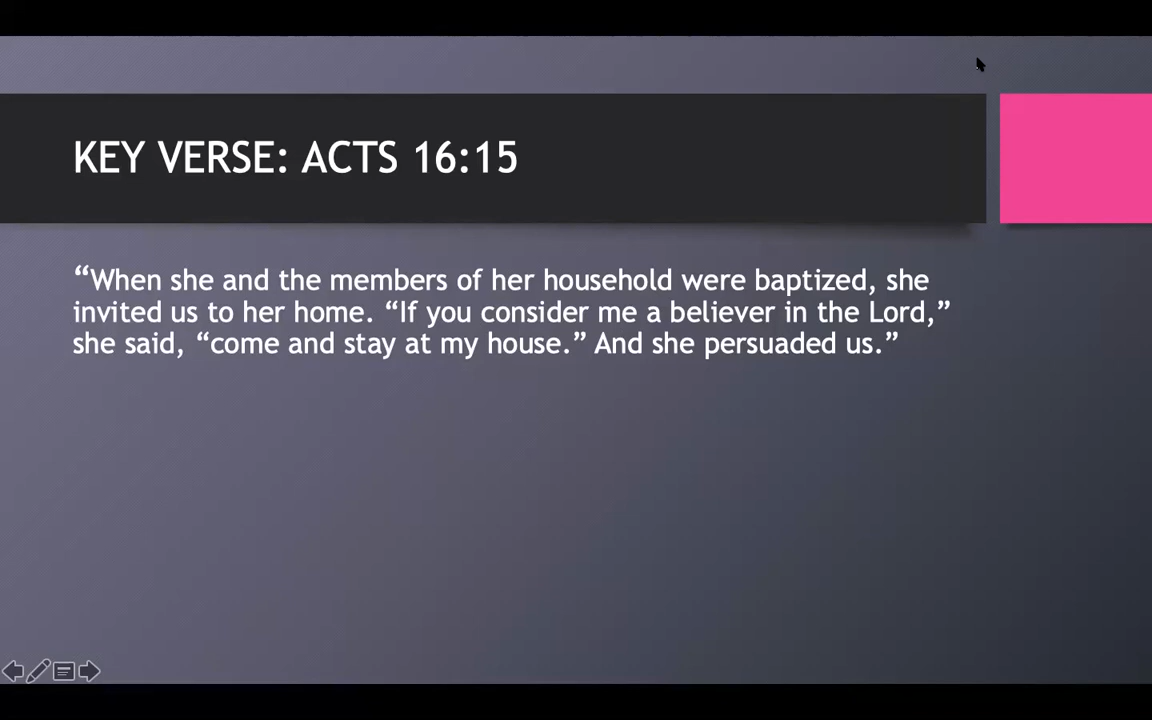 KEY VERSE: ACTS 16:15
“When she and the members of her household were baptized, she
invited us to her home. “If you consider me a believer in the Lord,”
she said, “come and stay at my house.” And she persuaded us.”